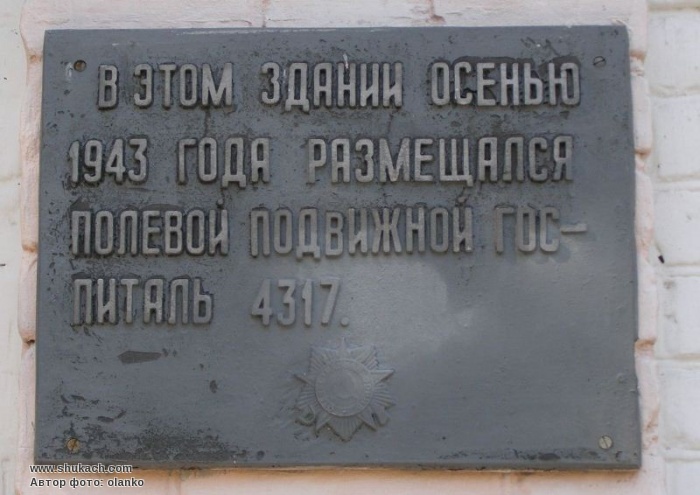 В ЭТОМ ЗДАНИИ ОСЕНЬЮ
1943 ГОДА РАЗМЕЩАЛСЯ
ПОЛЕВОЙ ПОДВИЖНОЙ ГОС-
ПИТАЛЬ 4317.
www.shukach.com
Автор фото: olanko